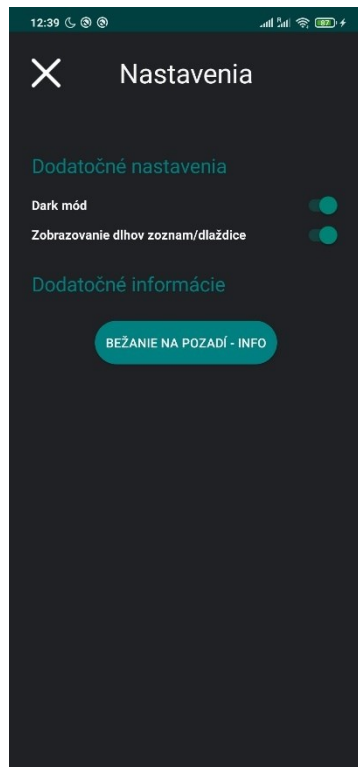 12:39
87
Nastavenia
Dodatočné nastavenia
Dark mód
Zobrazovanie dlhov zoznam/dlaždice
Dodatočné informácie
BEŽANIE NA POZADÍ - INFO